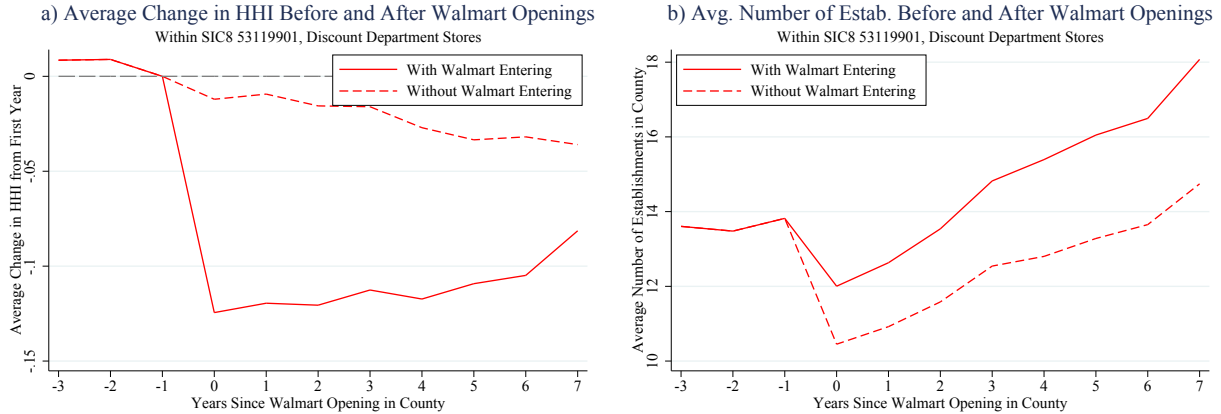 a) Average Change in HHI Before and After Walmart Openings
Within SIC8 53119901, Discount Department Stores
With Walmart Entering
Without Walmart Entering
Average Change in HHI from First Year
0
-.05
-.1
-.15
-3 -2 -1 0 1 2 3 4 5 6 7
Years Since Walmart Opening in County
b) Avg. Number of Estab. Before and After Walmart Openings
Within SIC8 53119901, Discount Department Stores
With Walmart Entering
Without Walmart Entering
Average Number of Establishments in County
18
16
14
12
10
-3 -2 -1 0 1 2 3 4 5 6 7
Years Since Walmart Opening in County